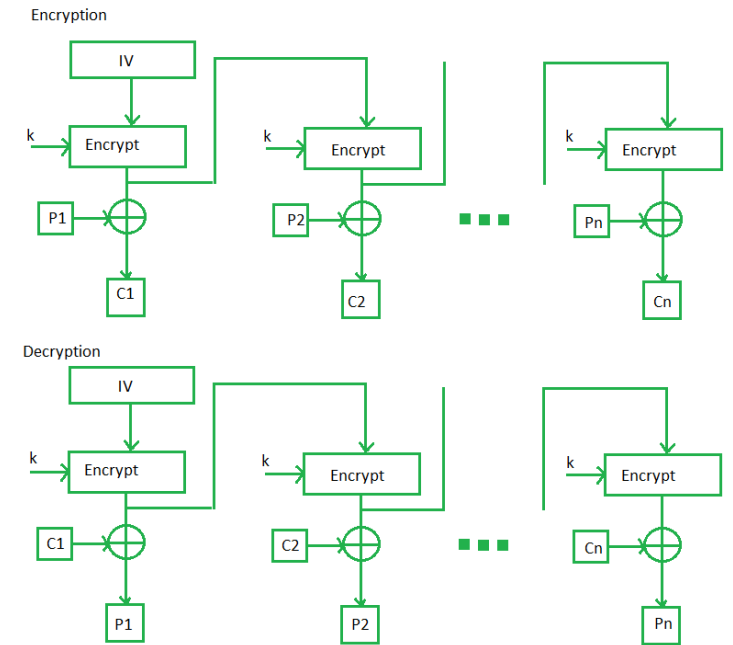 Encryption
IV
k
Encrypt
k
Encrypt
k
Encrypt
P1
P2
Pn
C1
C2
Cn
Decryption
IV
k
Encrypt
k
Encrypt
k
Encrypt
C1
C2
Cn
P1
P2
Pn